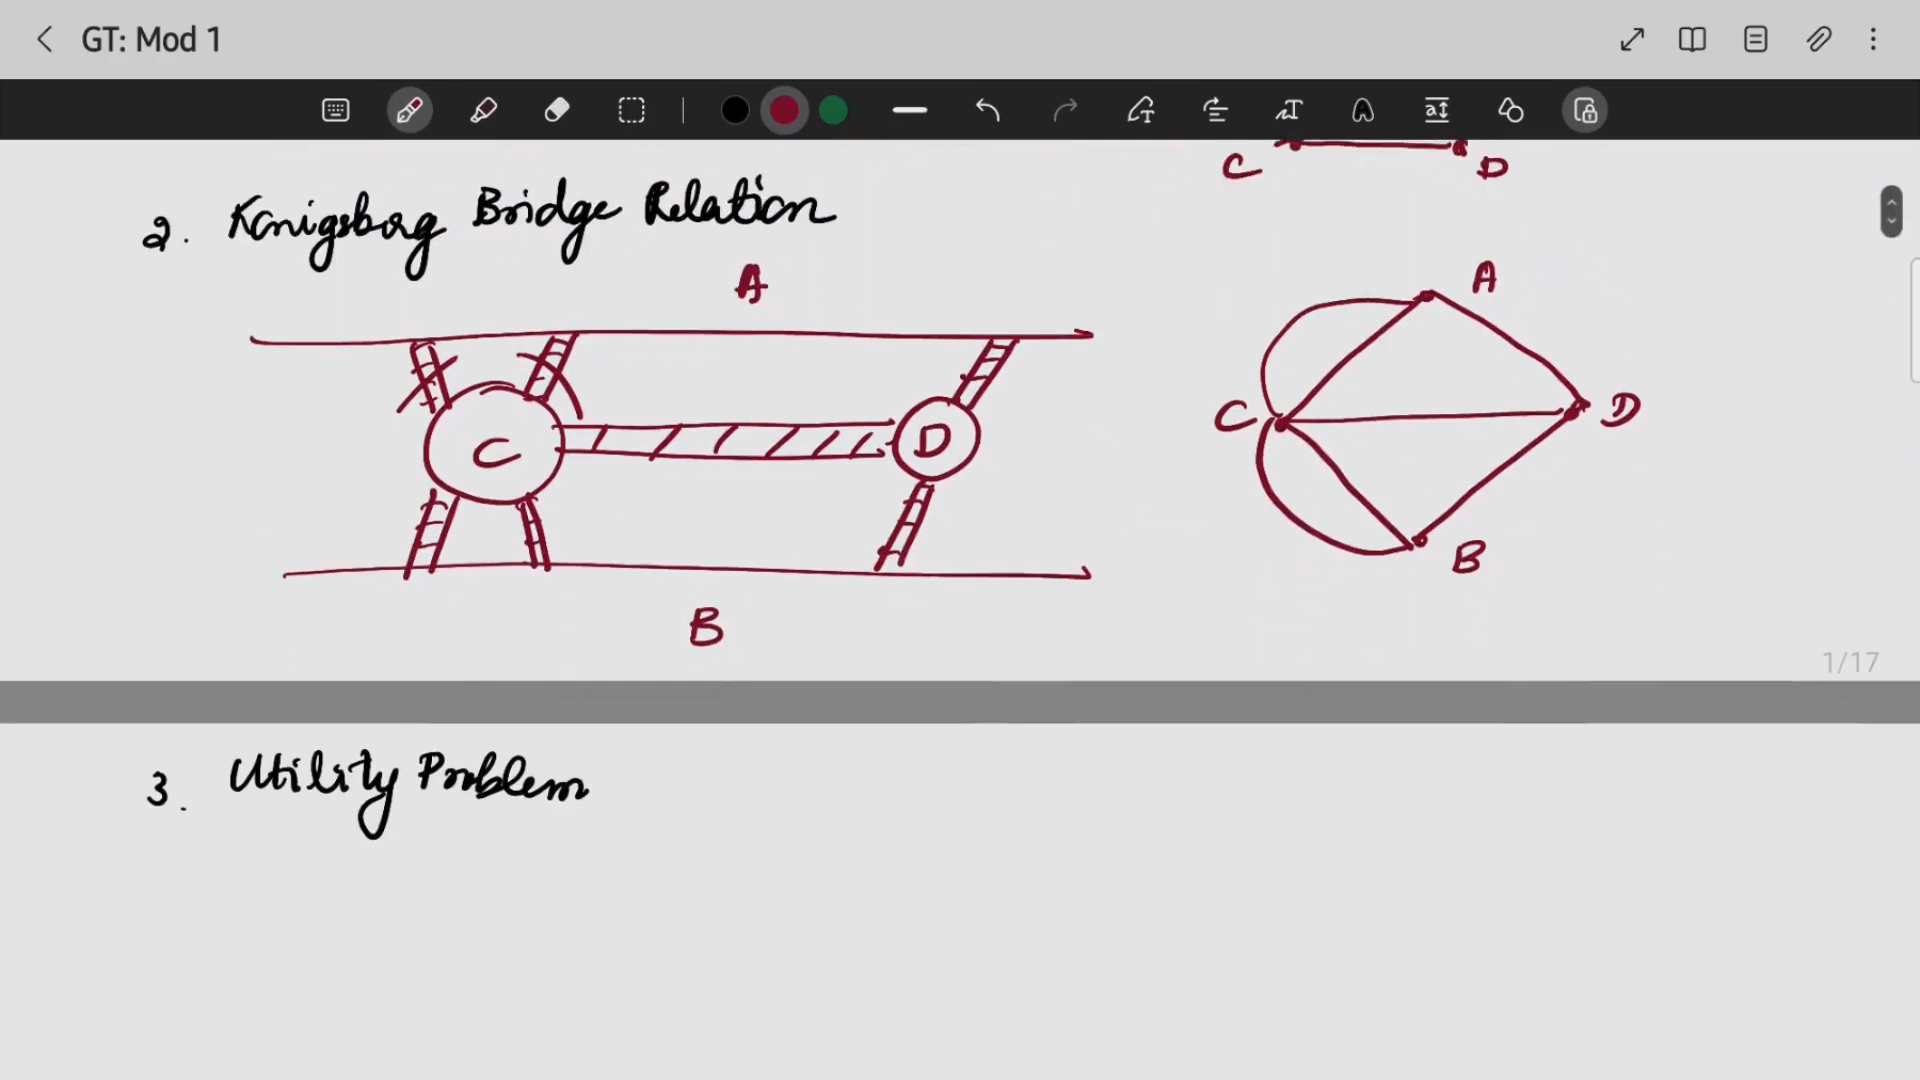 GT: Mod 1
C D
2. Konigsberg Bridge Relation
A
A
C
D
C
D
B
B
1/17
3. Utility Problem